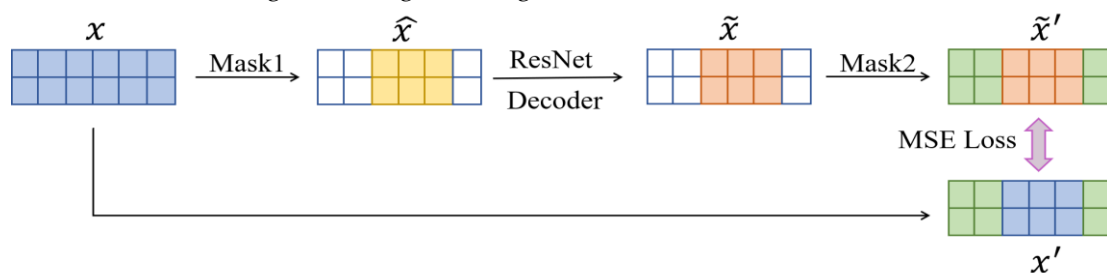 x
x̂
x̃
x̃′
Mask1
ResNet
Decoder
Mask2
MSE Loss
x′